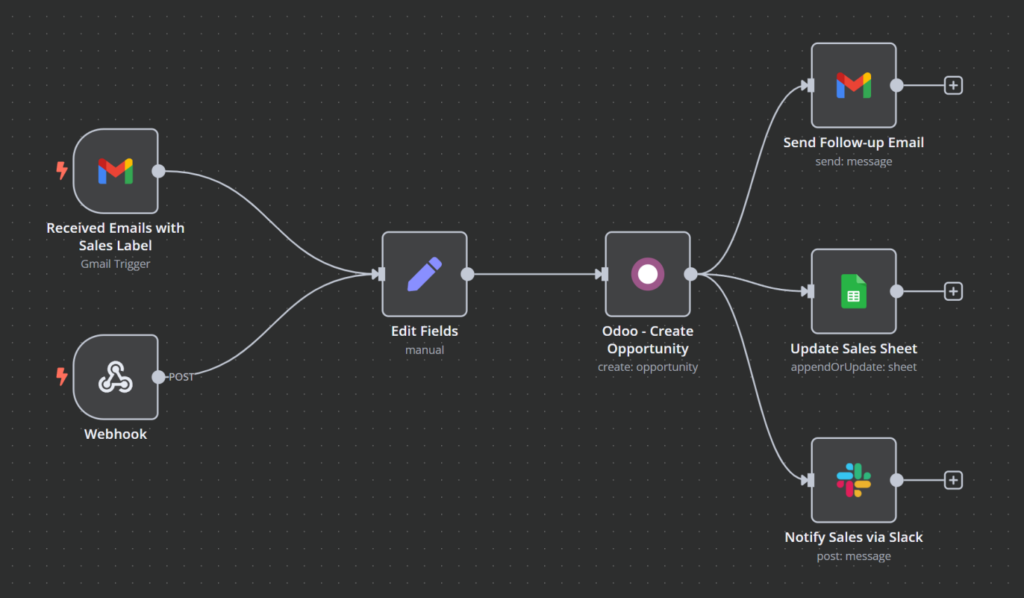 Send Follow-up Email
send: message
Received Emails with
Sales Label
Gmail Trigger
Edit Fields
manual
Odoo - Create
Opportunity
create: opportunity
Update Sales Sheet
appendOrUpdate: sheet
POST
Webhook
Notify Sales via Slack
post: message